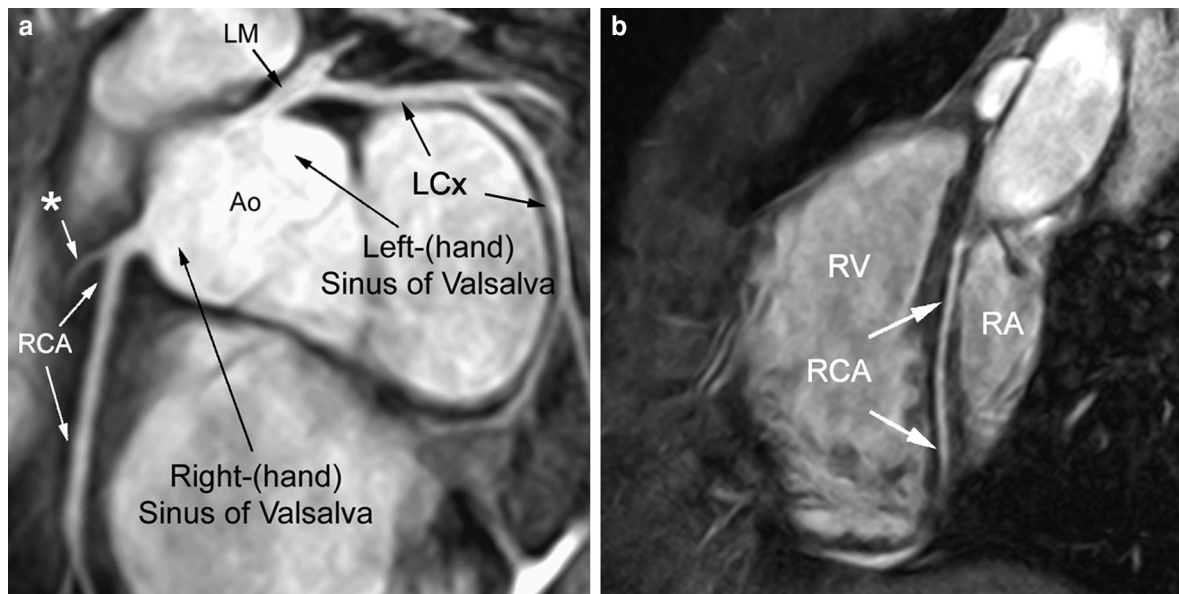 a
LM
Ao
LCx
*
Left-(hand)
Sinus of Valsalva
RCA
Right-(hand)
Sinus of Valsalva
b
RV
RA
RCA